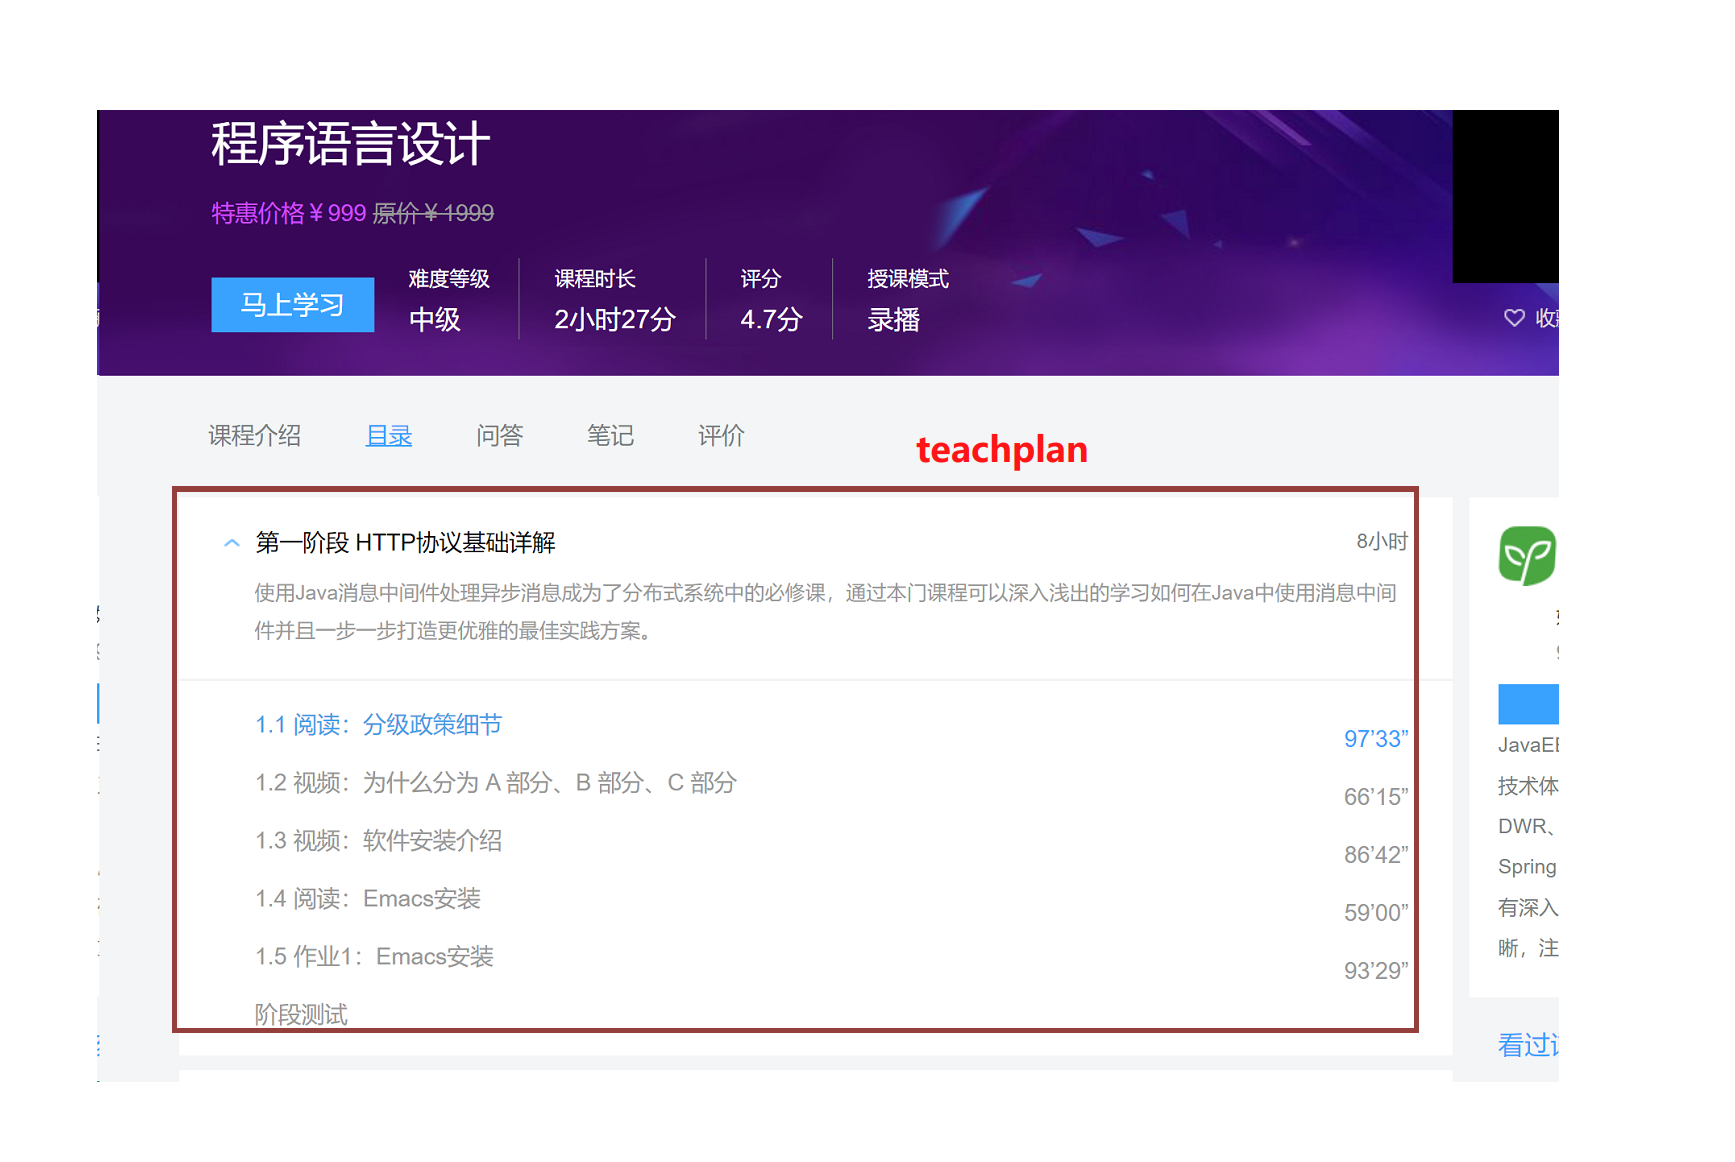 程序语言设计
特惠价格¥999 原价¥1999
马上学习
难度等级
中级
课程时长
2小时27分
评分
4.7分
授课模式
录播
课程介绍 目录 问答 笔记 评价
teachplan
第一阶段 HTTP协议基础详解 8小时
使用Java消息中间件处理异步消息成为了分布式系统中的必修课，通过本门课程可以深入浅出的学习如何在Java中使用消息中间
件并且一步一步打造更优雅的最佳实践方案。
1.1 阅读：分级政策细节 97’33”
1.2 视频：为什么分为 A 部分、B 部分、C 部分 66’15”
1.3 视频：软件安装介绍 86’42”
1.4 阅读：Emacs安装 59’00”
1.5 作业1：Emacs安装 93’29”
阶段测试
JavaEE
技术体
DWR、
Spring
有深入
晰，注
看过